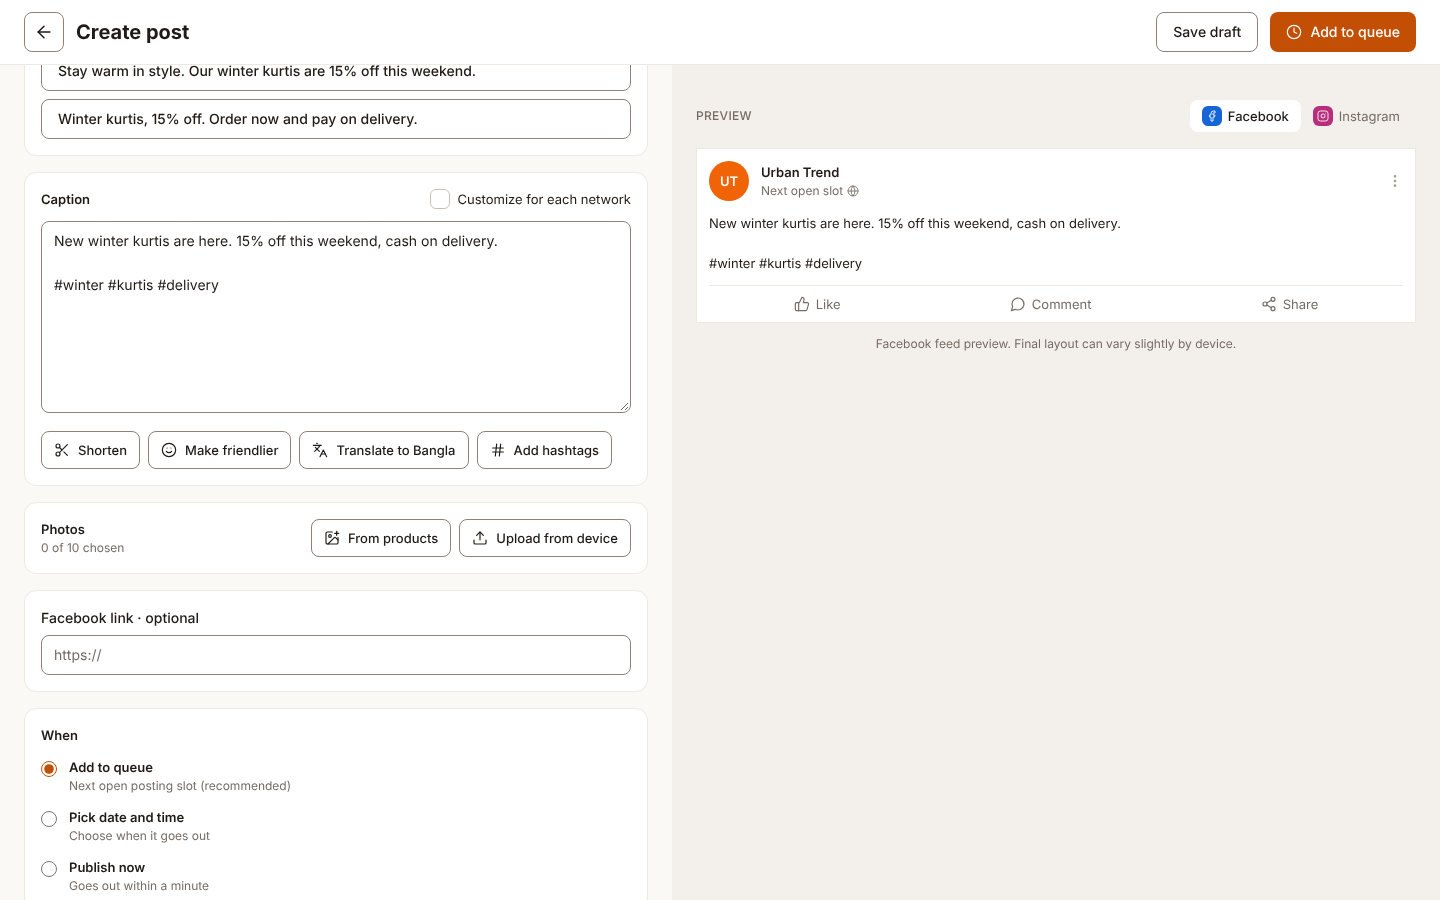 Create post
Save draft
Add to queue
Stay warm in style. Our winter kurtis are 15% off this weekend.
Winter kurtis, 15% off. Order now and pay on delivery.
Caption
Customize for each network
New winter kurtis are here. 15% off this weekend, cash on delivery.
#winter #kurtis #delivery
Shorten
Make friendlier
Translate to Bangla
Add hashtags
Photos
0 of 10 chosen
From products
Upload from device
Facebook link · optional
https://
When
Add to queue
Next open posting slot (recommended)
Pick date and time
Choose when it goes out
Publish now
Goes out within a minute
PREVIEW
Facebook
Instagram
UT
Urban Trend
Next open slot
New winter kurtis are here. 15% off this weekend, cash on delivery.
#winter #kurtis #delivery
Like
Comment
Share
Facebook feed preview. Final layout can vary slightly by device.